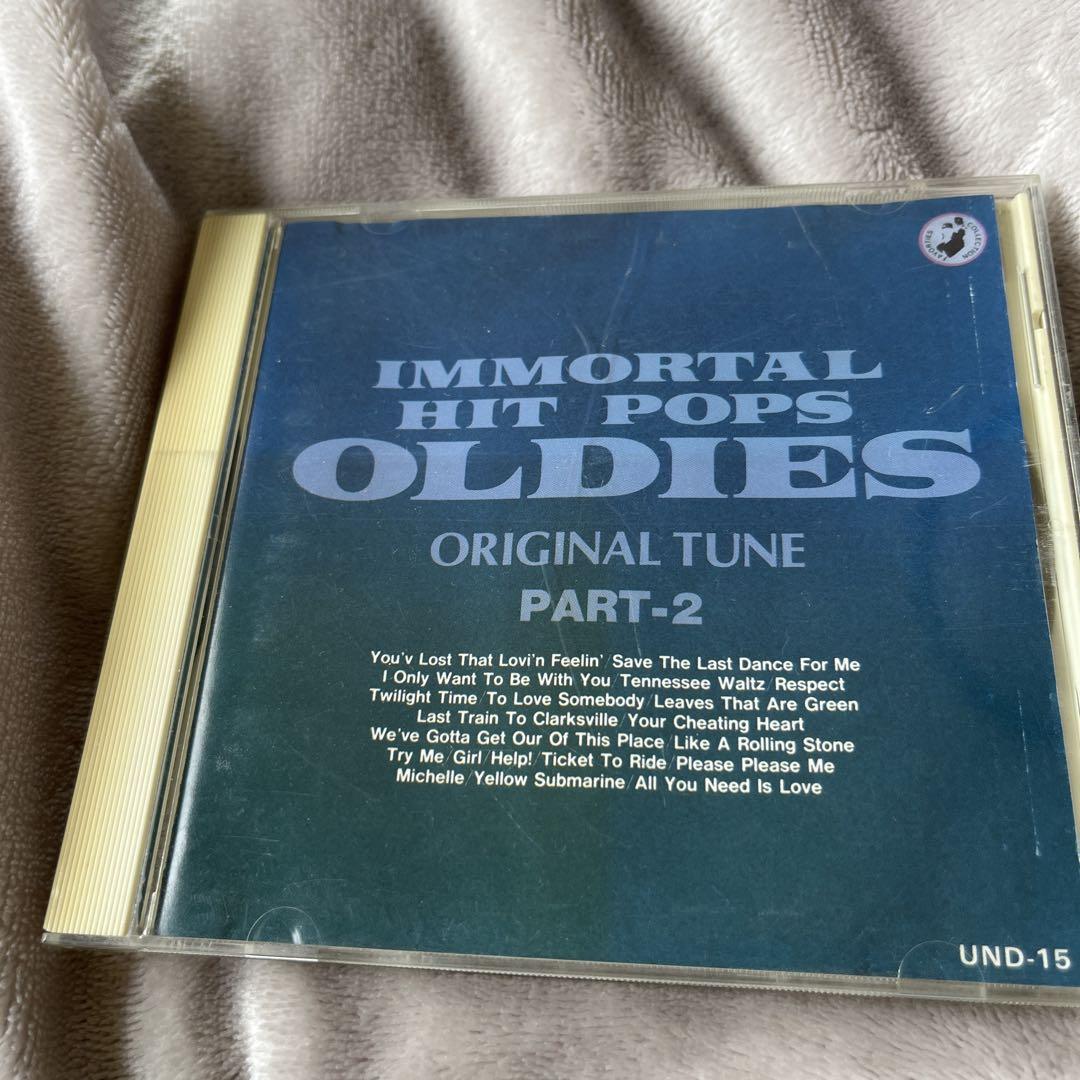 FAVORTIES COLLECTION
IMMORTAL
HIT POPS
OLDIES
ORIGINAL TUNE
PART-2
You'v Lost That Lovi'n Feelin'/Save The Last Dance For Me
I Only Want To Be With You/Tennessee Waltz/Respect
Twilight Time/To Love Somebody/Leaves That Are Green
Last Train To Clarksville/Your Cheating Heart
We've Gotta Get Our Of This Place/Like A Rolling Stone
Try Me/Girl/Help!/Ticket To Ride/Please Please Me
Michelle/Yellow Submarine/All You Need Is Love
UND-15